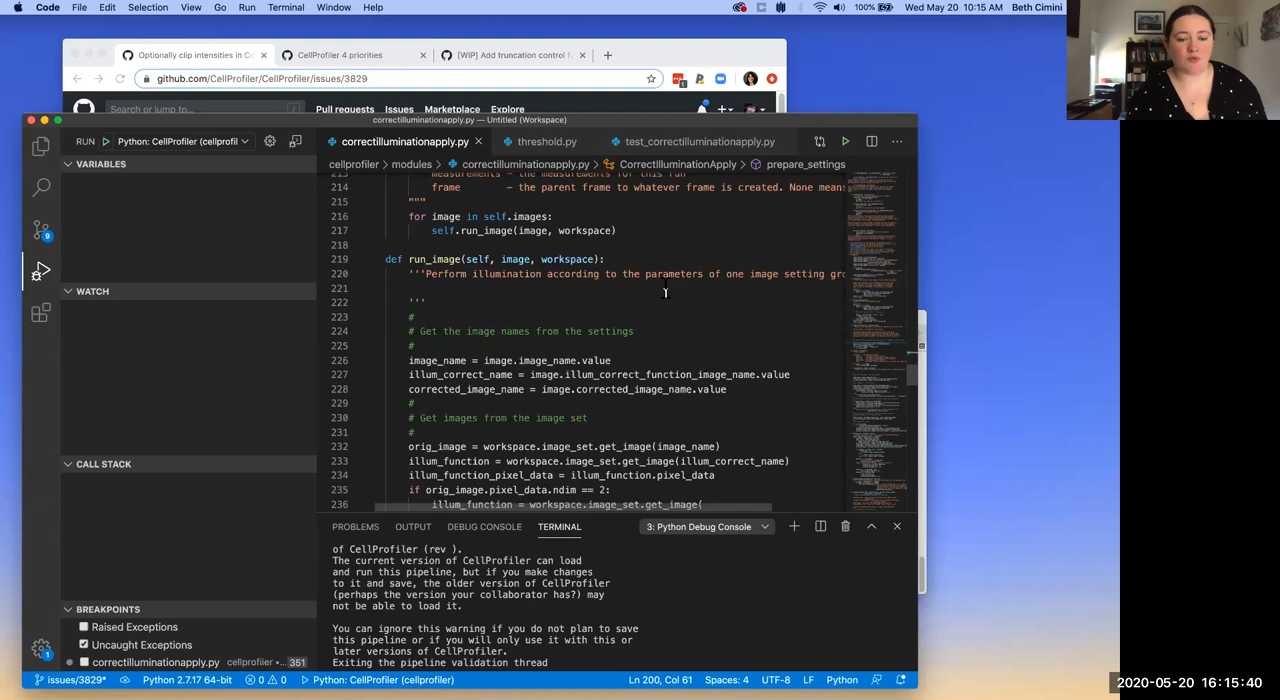 Code File Edit Selection View Go Run Terminal Window Help 100% Wed May 20 10:15 AM Beth Cimini
Optionally clip intensities in Co CellProfiler 4 priorities [WIP] Add truncation control f
github.com/CellProfiler/CellProfiler/issues/3829
Search or jump to... Pull requests Issues Marketplace Explore
correctilluminationapply.py — Untitled (Workspace)
RUN Python: CellProfiler (cellprofil correctilluminationapply.py threshold.py test_correctilluminationapply.py
VARIABLES
cellprofiler > modules > correctilluminationapply.py > CorrectIlluminationApply > prepare_settings
213 measurements - the measurements for this run
214 frame - the parent frame to whatever frame is created. None mean
215 """
216 for image in self.images:
217 self.run_image(image, workspace)
218
219 def run_image(self, image, workspace):
220 '''Perform illumination according to the parameters of one image setting gro
221
222 '''
223 #
224 # Get the image names from the settings
225 #
226 image_name = image.image_name.value
227 illum_correct_name = image.illum_correct_function_image_name.value
228 corrected_image_name = image.corrected_image_name.value
229 #
230 # Get images from the image set
231 #
232 orig_image = workspace.image_set.get_image(image_name)
233 illum_function = workspace.image_set.get_image(illum_correct_name)
234 illum_function_pixel_data = illum_function.pixel_data
235 if orig_image.pixel_data.ndim == 2:
236 illum_function = workspace.image_set.get_image(
WATCH
CALL STACK
BREAKPOINTS
Raised Exceptions
Uncaught Exceptions
correctilluminationapply.py cellprofiler • ... 351
PROBLEMS OUTPUT DEBUG CONSOLE TERMINAL 3: Python Debug Console
of CellProfiler (rev ).
The current version of CellProfiler can load
and run this pipeline, but if you make changes
to it and save, the older version of CellProfiler
(perhaps the version your collaborator has?) may
not be able to load it.
You can ignore this warning if you do not plan to save
this pipeline or if you will only use it with this or
later versions of CellProfiler.
Exiting the pipeline validation thread
issues/3829* Python 2.7.17 64-bit 0 0 Python: CellProfiler (cellprofiler) Ln 200, Col 61 Spaces: 4 UTF-8 LF Python
9
1
2020-05-20 16:15:40